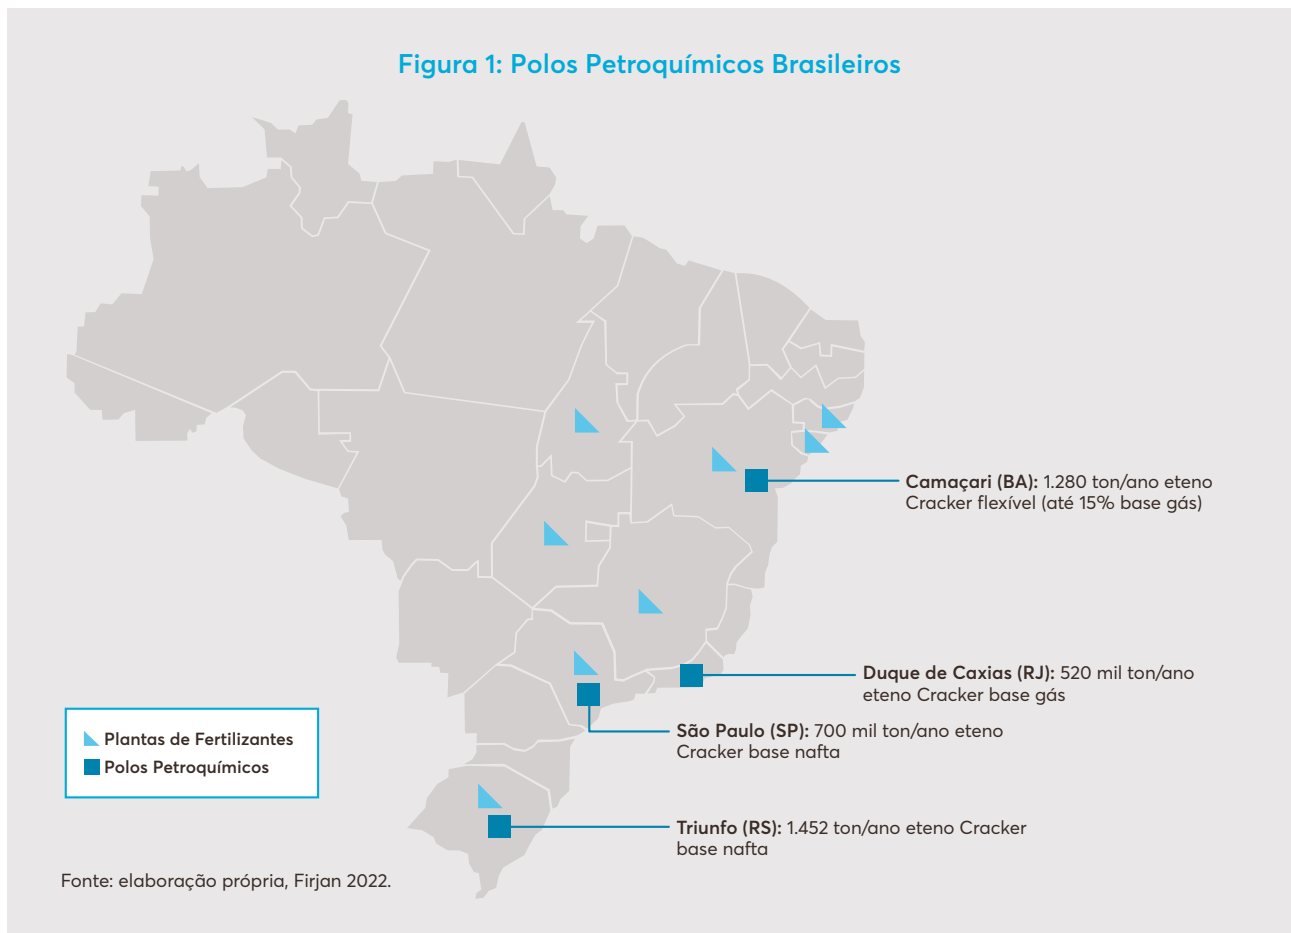 Figura 1: Polos Petroquímicos Brasileiros
Camaçari (BA): 1.280 ton/ano eteno
Cracker flexível (até 15% base gás)
Duque de Caxias (RJ): 520 mil ton/ano
eteno Cracker base gás
São Paulo (SP): 700 mil ton/ano eteno
Cracker base nafta
Plantas de Fertilizantes
Polos Petroquímicos
Triunfo (RS): 1.452 ton/ano eteno Cracker
base nafta
Fonte: elaboração própria, Firjan 2022.